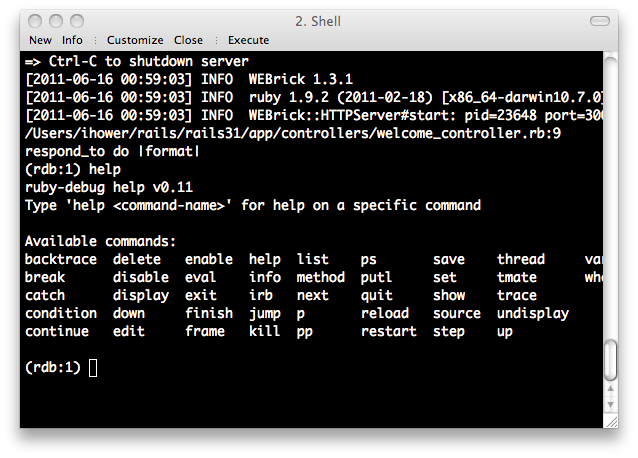 2. Shell
New Info Customize Close Execute
=> Ctrl-C to shutdown server
[2011-06-16 00:59:03] INFO  WEBrick 1.3.1
[2011-06-16 00:59:03] INFO  ruby 1.9.2 (2011-02-18) [x86_64-darwin10.7.0]
[2011-06-16 00:59:03] INFO  WEBrick::HTTPServer#start: pid=23648 port=300
/Users/ihower/rails/rails31/app/controllers/welcome_controller.rb:9
respond_to do |format|
(rdb:1) help
ruby-debug help v0.11
Type 'help <command-name>' for help on a specific command
Available commands:
backtrace  delete   enable  help  list    ps       save    thread     var
break      disable  eval    info  method  putl     set     tmate      whe
catch      display  exit    irb   next    quit     show    trace
condition  down     finish  jump  p       reload   source  undisplay
continue   edit     frame   kill  pp      restart  step    up
(rdb:1)